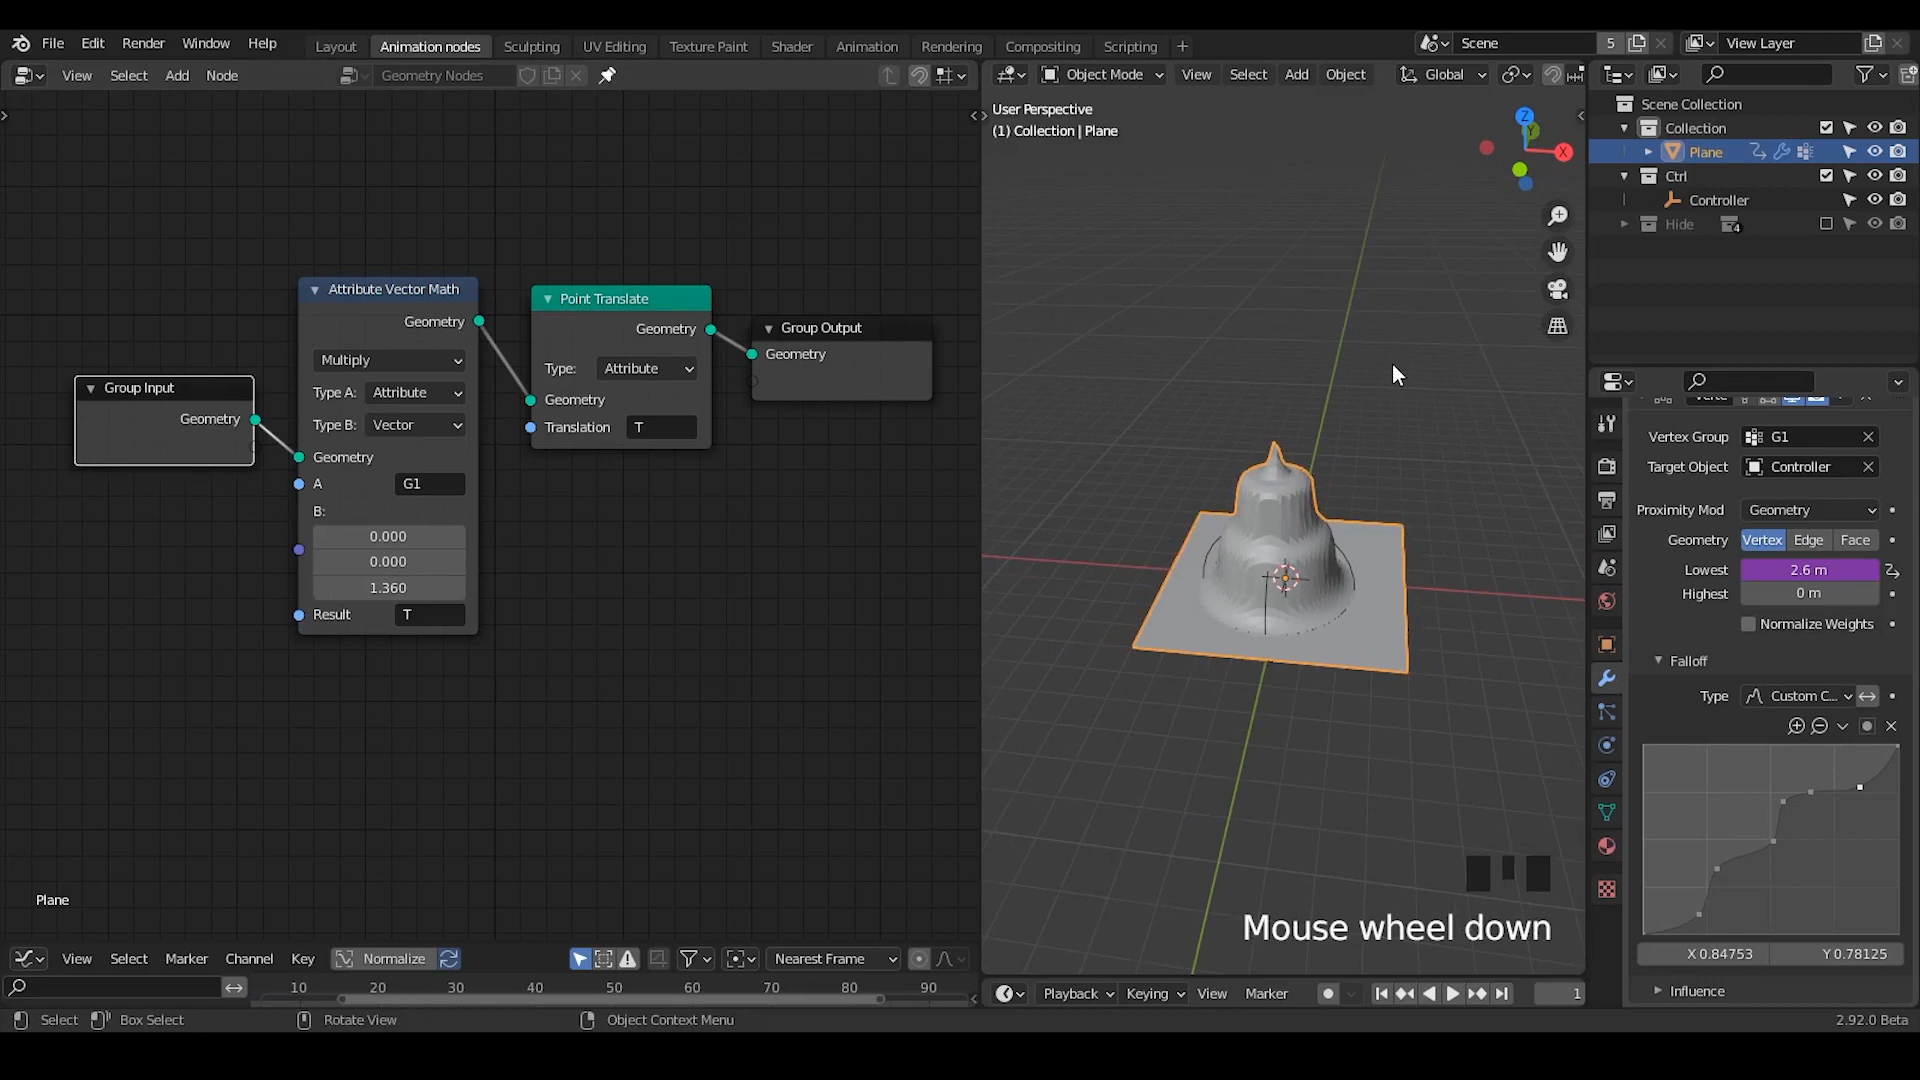 File Edit Render Window Help
Layout Animation nodes Sculpting UV Editing Texture Paint Shader Animation Rendering Compositing Scripting
Scene 5 View Layer
View Select Add Node Geometry Nodes
Object Mode View Select Add Object Global
User Perspective
(1) Collection | Plane
Z
Y
X
Scene Collection
Collection
Plane
Ctrl
Controller
Hide 4
Attribute Vector Math
Geometry
Multiply
Type A: Attribute
Type B: Vector
Geometry
A G1
B:
0.000
0.000
1.360
Result T
Point Translate
Geometry
Type: Attribute
Geometry
Translation T
Group Output
Geometry
Group Input
Geometry
Vertex Group G1
Target Object Controller
Proximity Mod Geometry
Geometry Vertex Edge Face
Lowest 2.6 m
Highest 0 m
Normalize Weights
Falloff
Type Custom C...
X 0.84753 Y 0.78125
Influence
Plane
Mouse wheel down
View Select Marker Channel Key Normalize Nearest Frame
10 20 30 40 50 60 70 80 90
Playback Keying View Marker 1
Select Box Select Rotate View Object Context Menu 2.92.0 Beta